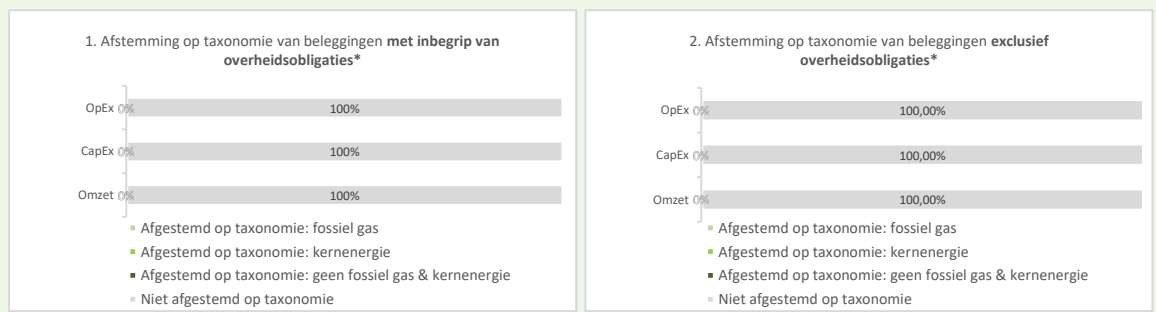 1. Afstemming op taxonomie van beleggingen met inbegrip van
overheidsobligaties*
OpEx 0% 100%
CapEx 0% 100%
Omzet 0% 100%
Afgestemd op taxonomie: fossiel gas
Afgestemd op taxonomie: kernenergie
Afgestemd op taxonomie: geen fossiel gas & kernenergie
Niet afgestemd op taxonomie
2. Afstemming op taxonomie van beleggingen exclusief
overheidsobligaties*
OpEx 0% 100,00%
CapEx 0% 100,00%
Omzet 0% 100,00%
Afgestemd op taxonomie: fossiel gas
Afgestemd op taxonomie: kernenergie
Afgestemd op taxonomie: geen fossiel gas & kernenergie
Niet afgestemd op taxonomie